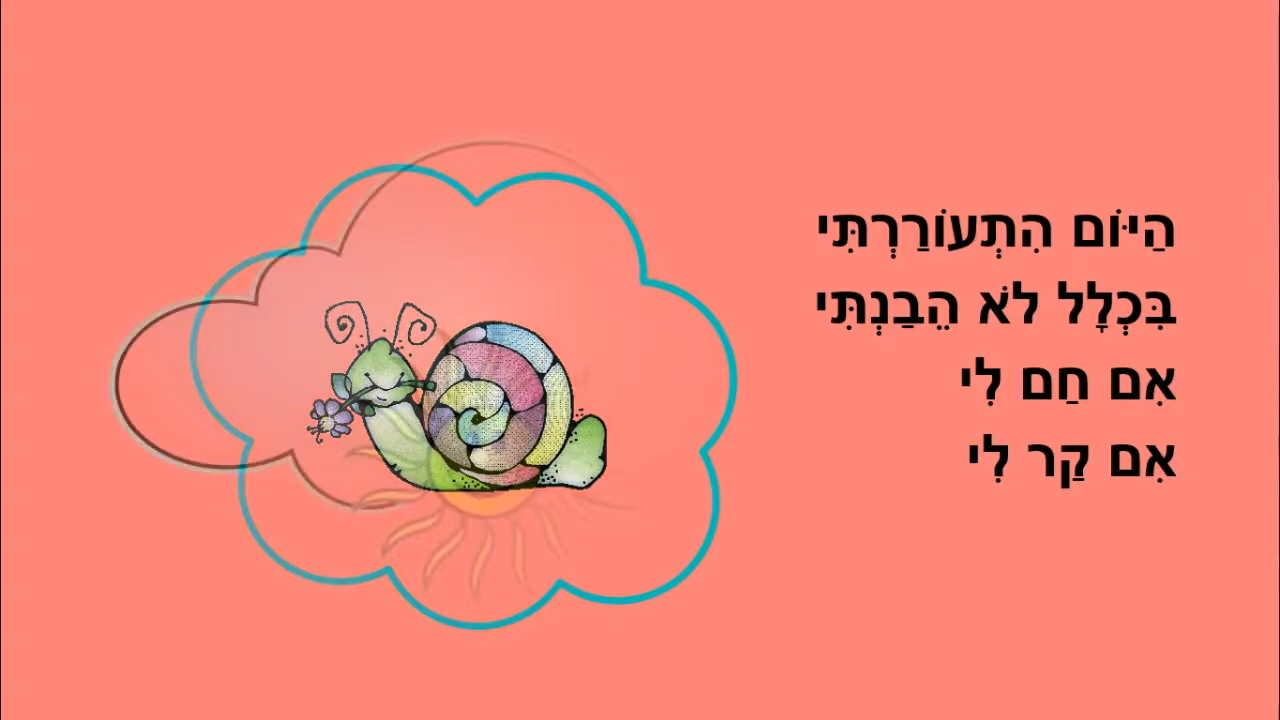 הַיּוֹם הִתְעוֹרַרְתִּי
בִּכְלָל לֹא הֵבַנְתִּי
אִם חַם לִי
אִם קַר לִי